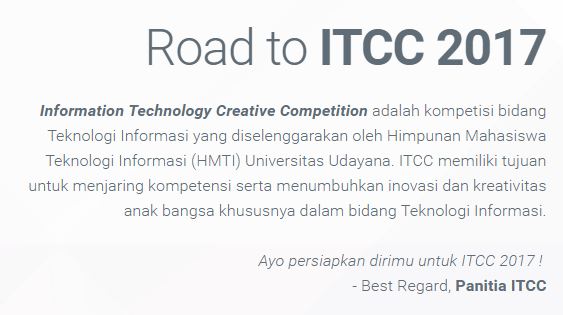 Road to ITCC 2017
Information Technology Creative Competition adalah kompetisi bidang
Teknologi Informasi yang diselenggarakan oleh Himpunan Mahasiswa
Teknologi Informasi (HMTI) Universitas Udayana. ITCC memiliki tujuan
untuk menjaring kompetensi serta menumbuhkan inovasi dan kreativitas
anak bangsa khususnya dalam bidang Teknologi Informasi.
Ayo persiapkan dirimu untuk ITCC 2017 !
- Best Regard, Panitia ITCC